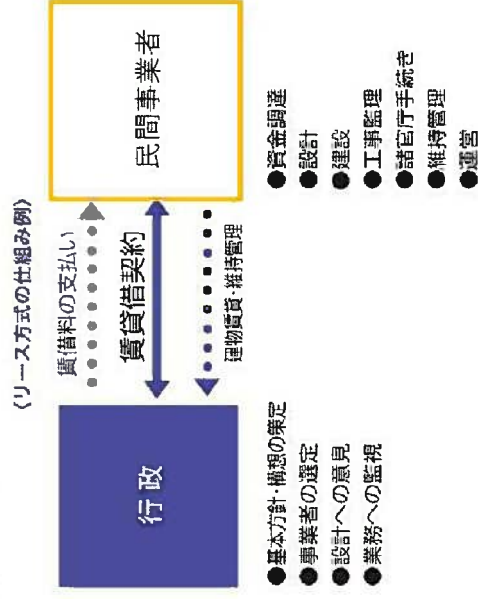 〈リース方式の仕組み例〉
行政
賃借料の支払い
賃貸借契約
建物賃貸・維持管理
民間事業者
●基本方針・構想の策定
●事業者の選定
●設計への意見
●業務への監視
●資金調達
●設計
●建設
●工事監理
●諸官庁手続き
●維持管理
●運営